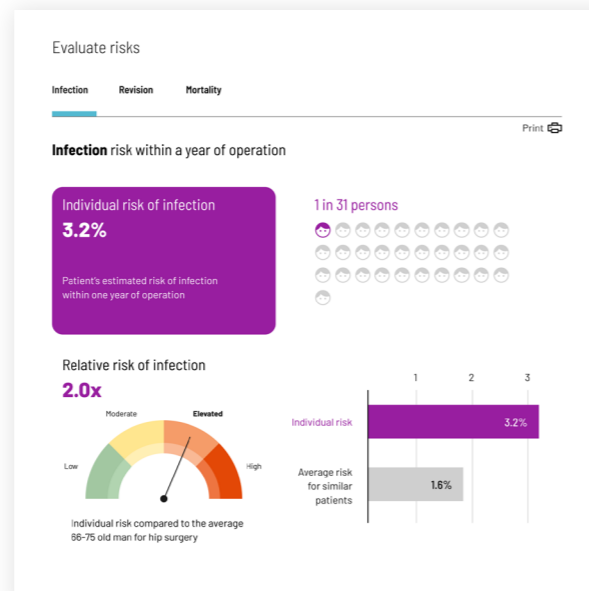 Evaluate risks
Infection Revision Mortality
Print
Infection risk within a year of operation
Individual risk of infection
3.2%
Patient's estimated risk of infection
within one year of operation
1 in 31 persons
Relative risk of infection
2.0x
Moderate Elevated
Low High
Individual risk compared to the average
66-75 old man for hip surgery
1 2 3
Individual risk 3.2%
Average risk
for similar 1.6%
patients